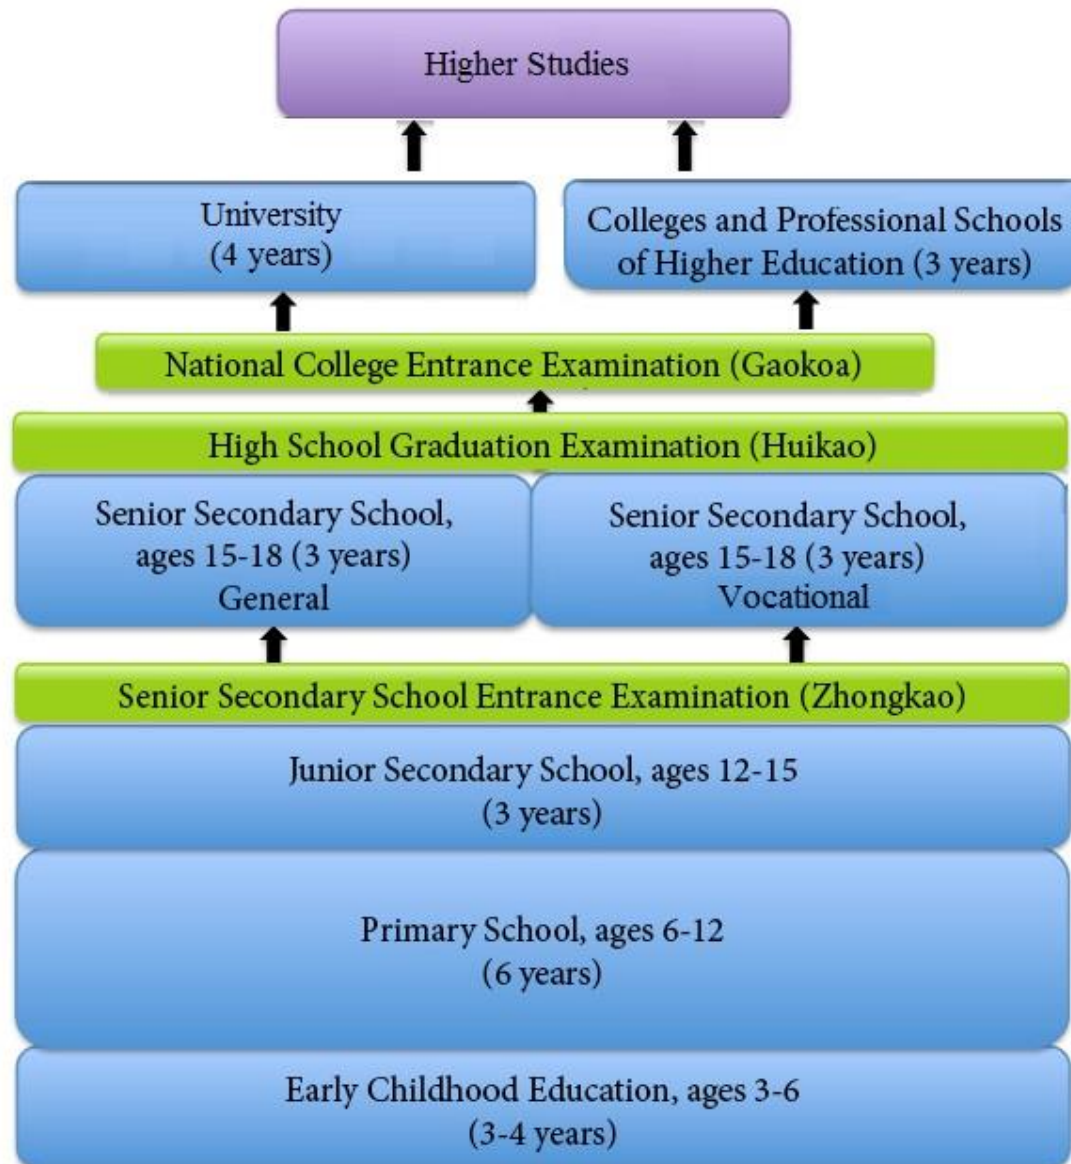 Higher Studies
University
(4 years)
Colleges and Professional Schools
of Higher Education (3 years)
National College Entrance Examination (Gaokoa)
High School Graduation Examination (Huikao)
Senior Secondary School,
ages 15-18 (3 years)
General
Senior Secondary School,
ages 15-18 (3 years)
Vocational
Senior Secondary School Entrance Examination (Zhongkao)
Junior Secondary School, ages 12-15
(3 years)
Primary School, ages 6-12
(6 years)
Early Childhood Education, ages 3-6
(3-4 years)